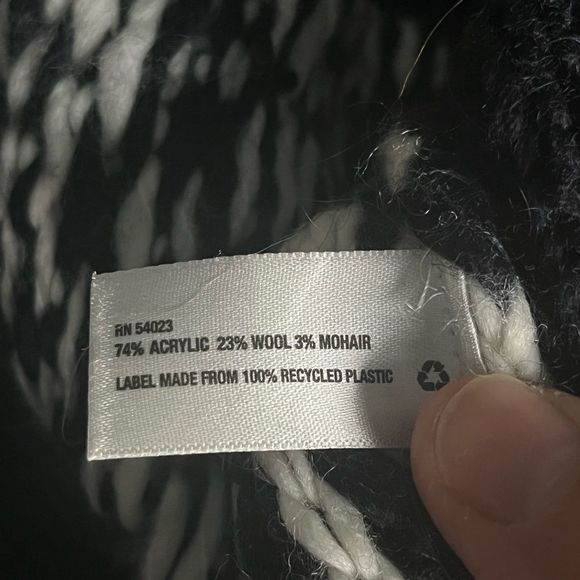 RN 54023
74% ACRYLIC 23% WOOL 3% MOHAIR
LABEL MADE FROM 100% RECYCLED PLASTIC